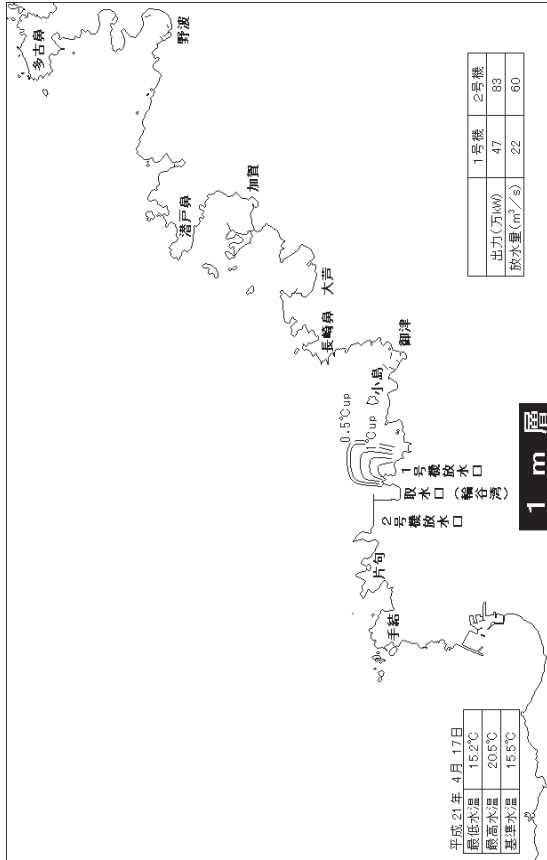 多古鼻
野波
潜戸鼻
加賀
大芦
長崎鼻
御津
小島
0.5℃up
1℃up
1号機放水口
取水口(輪谷湾)
2号機放水口
片句
手結
1号機 2号機
出力(万kW) 47 83
放水量(m³/s) 22 60
平成21年 4月 17日
最低水温 15.2℃
最高水温 20.5℃
基準水温 15.5℃
1m層